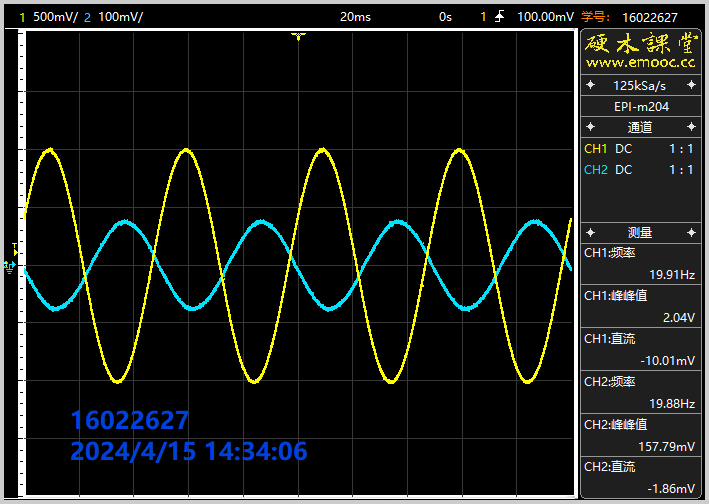 1 500mV/ 2 100mV/ 20ms 0s 1 100.00mV 学号: 16022627
硬木課堂
www.emooc.cc
125kSa/s
EPI-m204
通道
CH1 DC 1 : 1
CH2 DC 1 : 1
测量
CH1:频率
19.91Hz
CH1:峰峰值
2.04V
CH1:直流
-10.01mV
CH2:频率
19.88Hz
CH2:峰峰值
157.79mV
CH2:直流
-1.86mV
T
16022627
2024/4/15 14:34:06